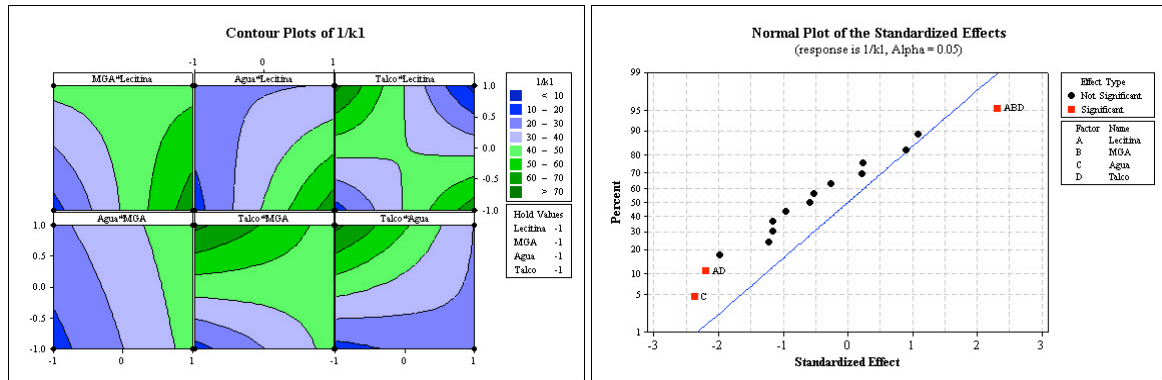 Contour Plots of 1/k1
-1 0 1
MGA*Lecitina Agua*Lecitina Talco*Lecitina
1.0
0.5
0.0
-0.5
-1.0
Agua*MGA Talco*MGA Talco*Agua
1.0
0.5
0.0
-0.5
-1.0
-1 0 1 -1 0 1
1/k1
< 10
10 – 20
20 – 30
30 – 40
40 – 50
50 – 60
60 – 70
> 70
Hold Values
Lecitina -1
MGA -1
Agua -1
Talco -1
Normal Plot of the Standardized Effects
(response is 1/k1, Alpha = 0.05)
Percent
99
95
90
80
70
60
50
40
30
20
10
5
1
ABD
AD
C
-3 -2 -1 0 1 2 3
Standardized Effect
Effect Type
Not Significant
Significant
Factor Name
A Lecitina
B MGA
C Agua
D Talco